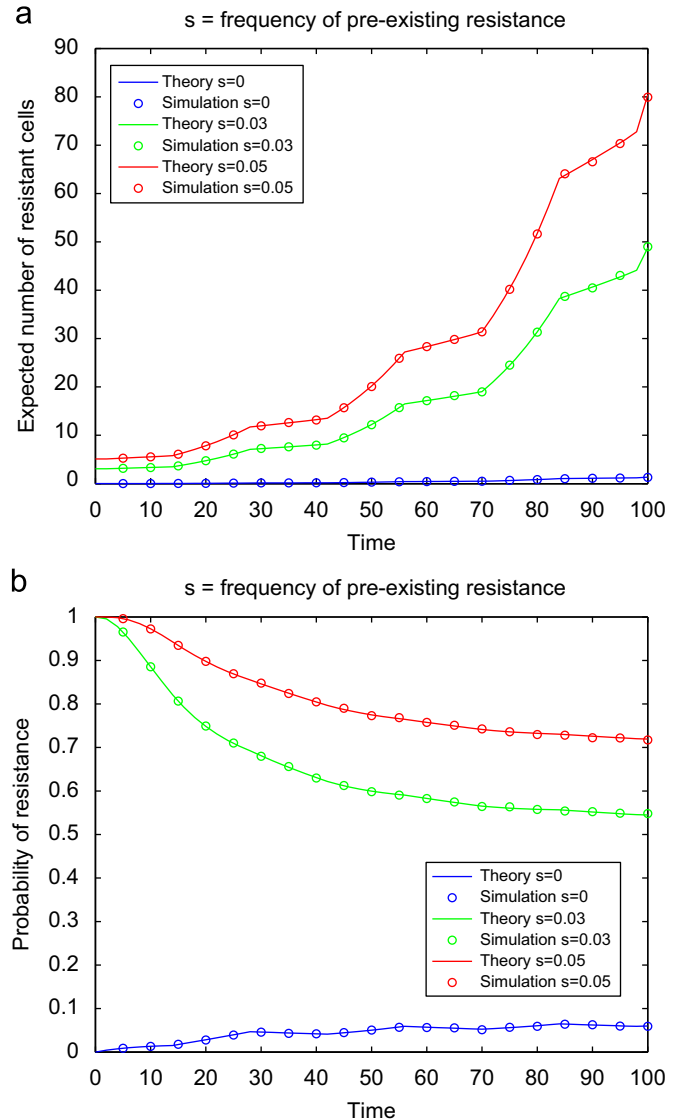 a
s = frequency of pre-existing resistance
90
80
70
60
50
40
30
20
10
0
Expected number of resistant cells
Theory s=0
Simulation s=0
Theory s=0.03
Simulation s=0.03
Theory s=0.05
Simulation s=0.05
0 10 20 30 40 50 60 70 80 90 100
Time
b
s = frequency of pre-existing resistance
1
0.9
0.8
0.7
0.6
0.5
0.4
0.3
0.2
0.1
0
Probability of resistance
Theory s=0
Simulation s=0
Theory s=0.03
Simulation s=0.03
Theory s=0.05
Simulation s=0.05
0 10 20 30 40 50 60 70 80 90 100
Time